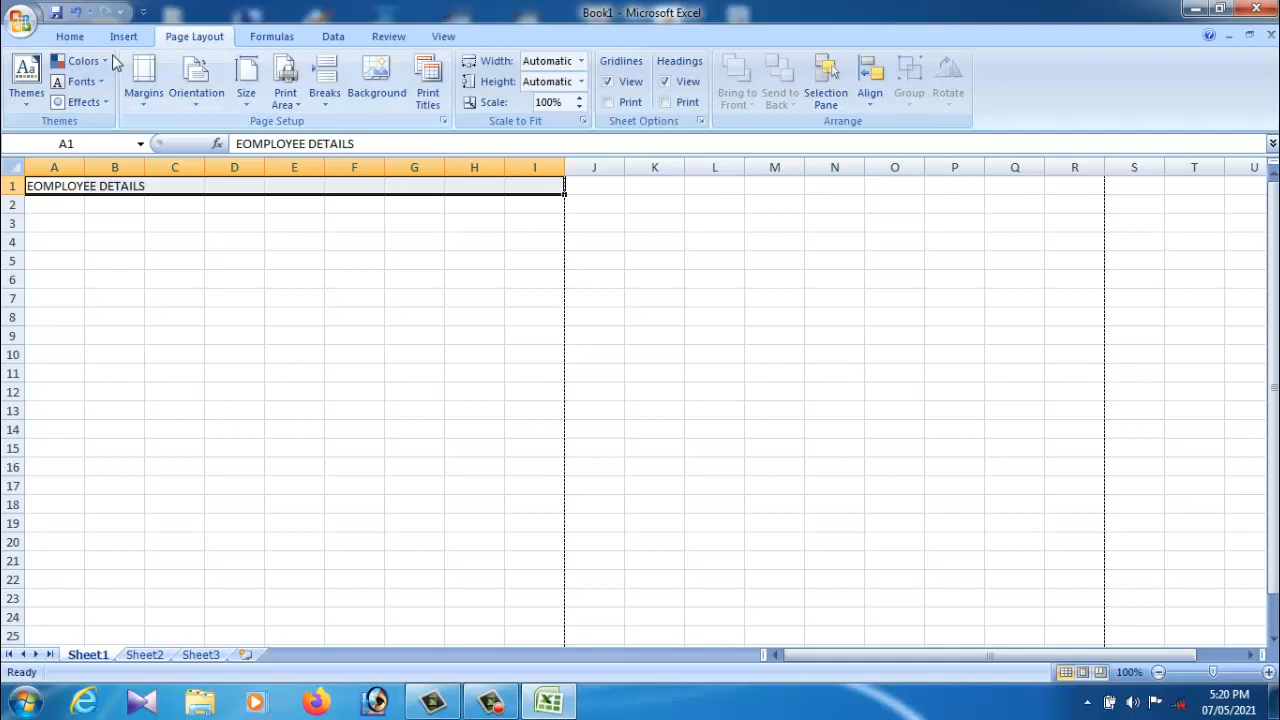 Book1 - Microsoft Excel
Home Insert Page Layout Formulas Data Review View
Themes
Colors
Fonts
Effects
Themes
Margins
Orientation
Size
Print Area
Breaks
Background
Print Titles
Page Setup
Width: Automatic
Height: Automatic
Scale: 100%
Scale to Fit
Gridlines
View
Print
Headings
View
Print
Sheet Options
Bring to Front
Send to Back
Selection Pane
Align
Group
Rotate
Arrange
A1 fx EOMPLOYEE DETAILS
A B C D E F G H I J K L M N O P Q R S T U
1 EOMPLOYEE DETAILS
2
3
4
5
6
7
8
9
10
11
12
13
14
15
16
17
18
19
20
21
22
23
24
25
Sheet1 Sheet2 Sheet3
Ready 100%
5:20 PM
07/05/2021